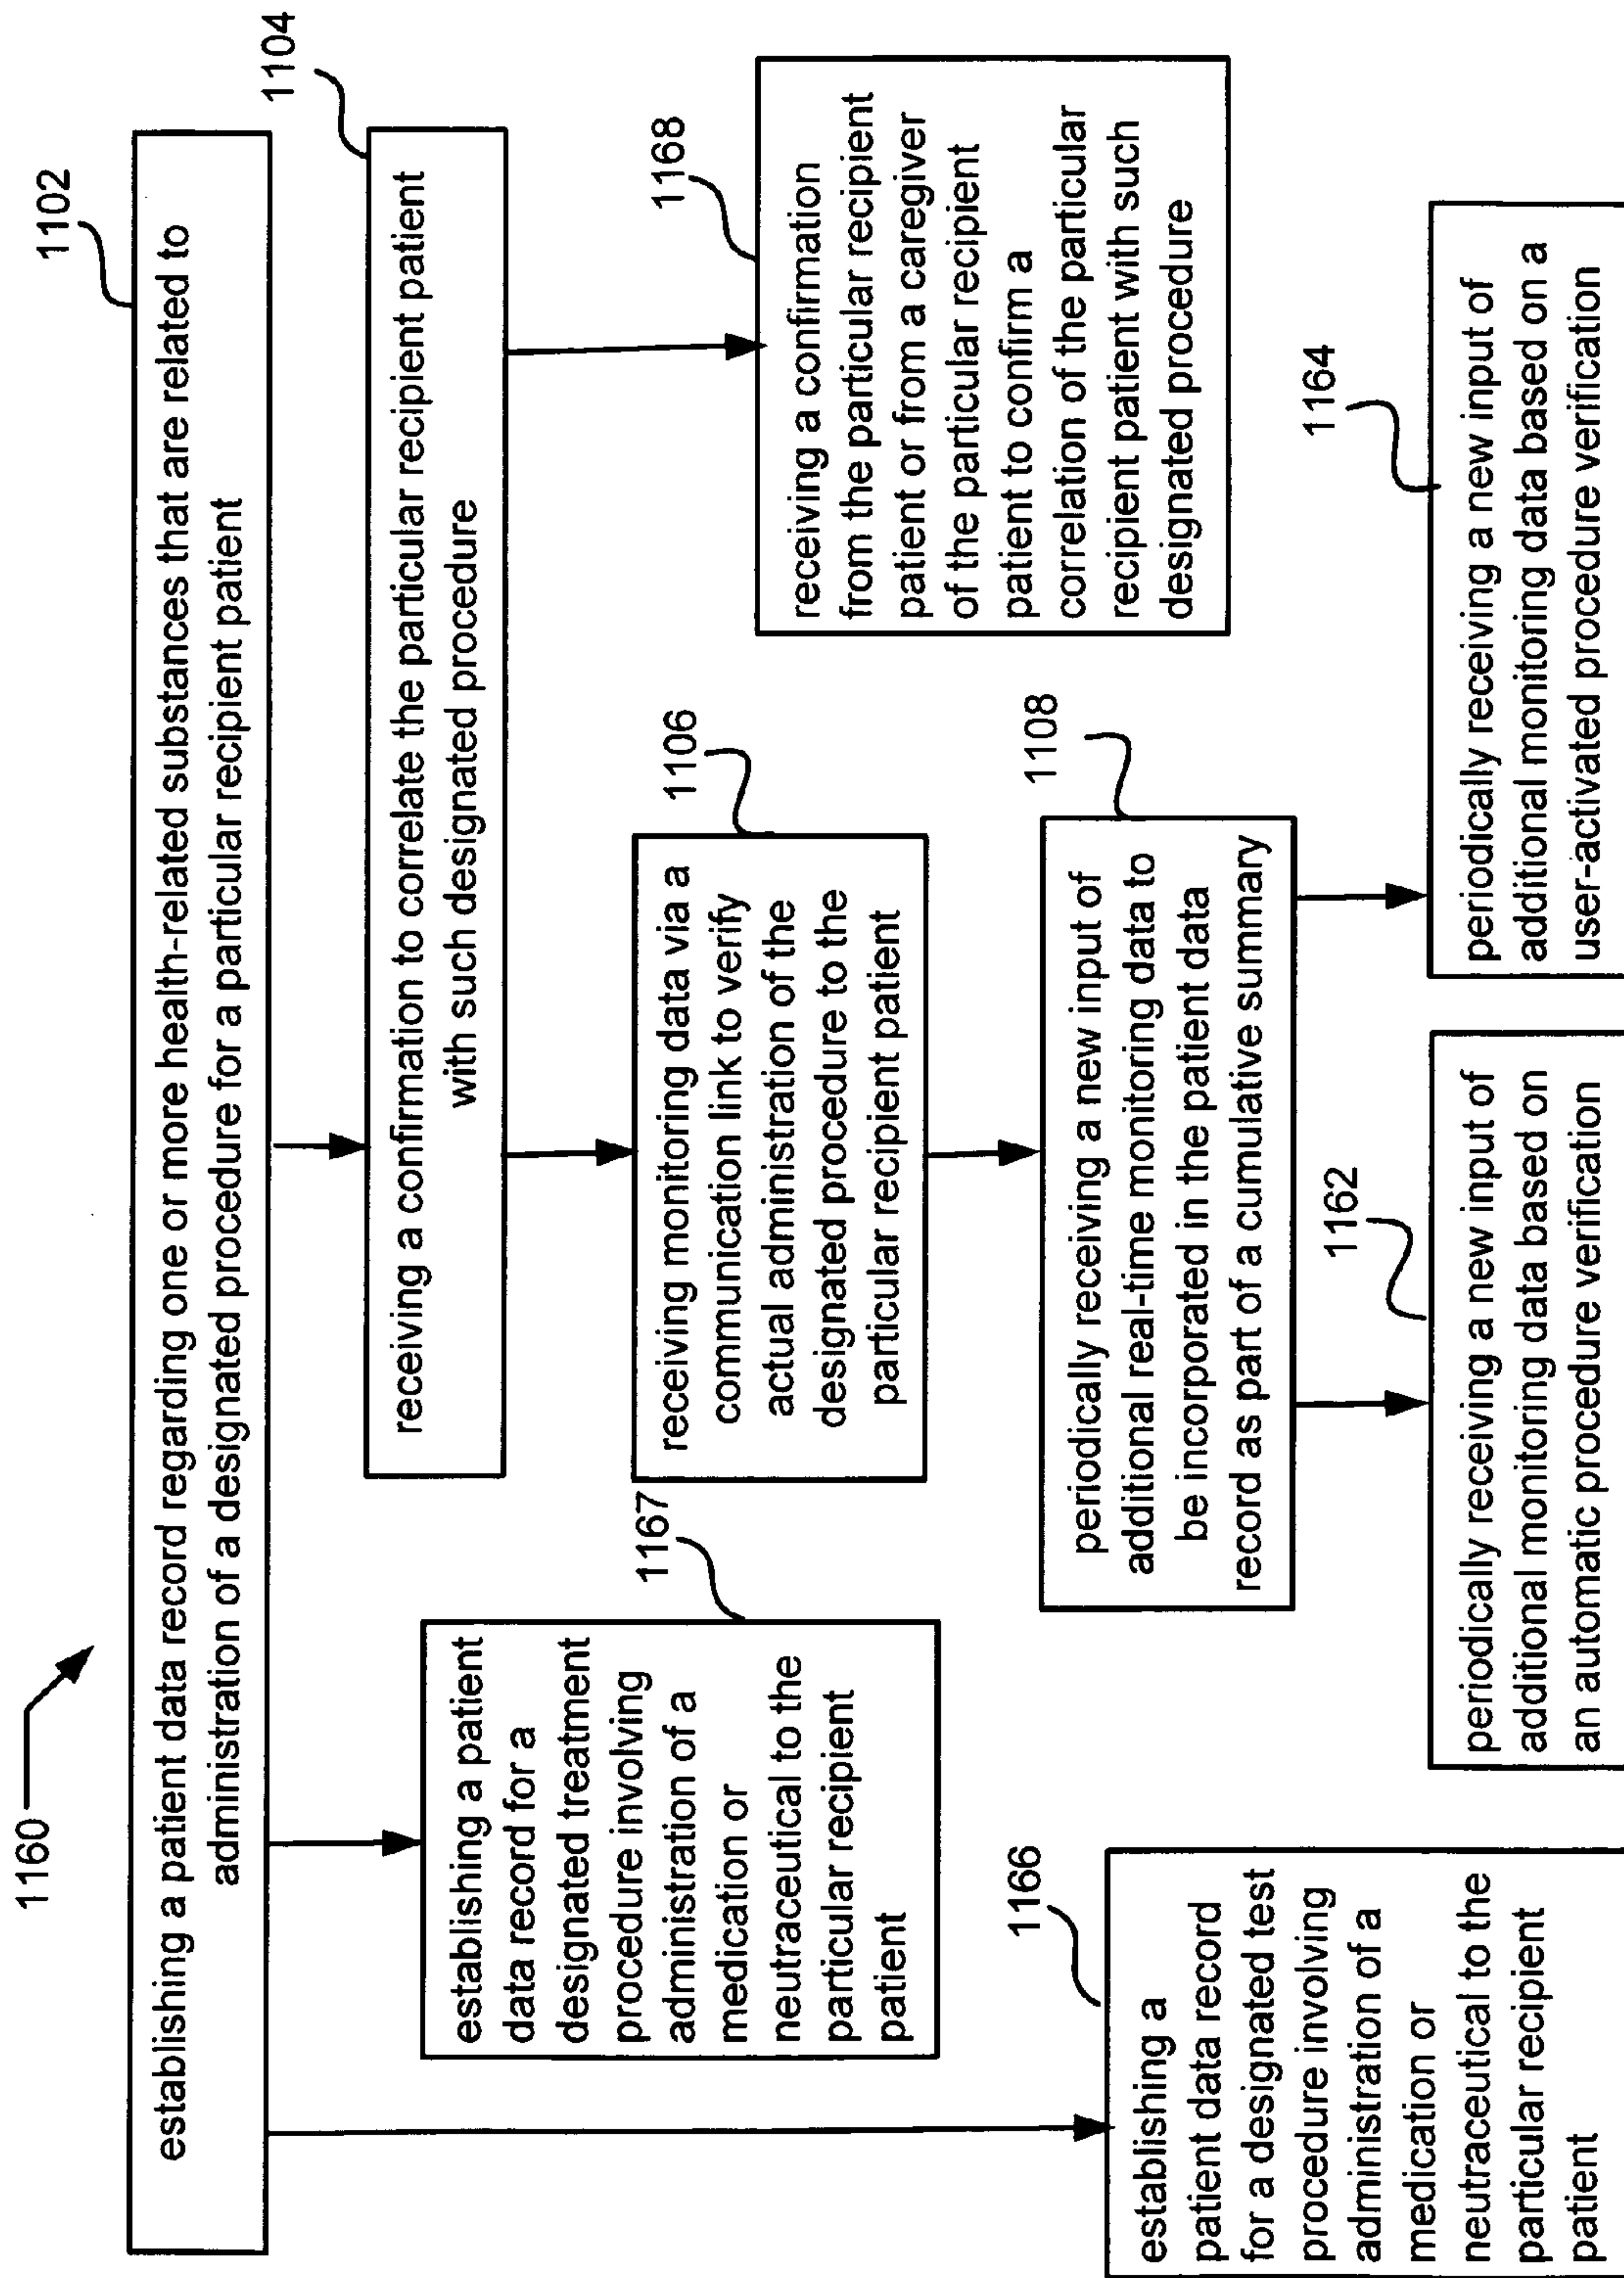 1160
1102
establishing a patient data record regarding one or more health-related substances that are related to
administration of a designated procedure for a particular recipient patient
1104
receiving a confirmation to correlate the particular recipient patient
with such designated procedure
1167
establishing a patient
data record for a
designated treatment
procedure involving
administration of a
medication or
neutraceutical to the
particular recipient
patient
1106
receiving monitoring data via a
communication link to verify
actual administration of the
designated procedure to the
particular recipient patient
1168
receiving a confirmation
from the particular recipient
patient or from a caregiver
of the particular recipient
patient to confirm a
correlation of the particular
recipient patient with such
designated procedure
1108
periodically receiving a new input of
additional real-time monitoring data to
be incorporated in the patient data
record as part of a cumulative summary
1166
establishing a
patient data record
for a designated test
procedure involving
administration of a
medication or
neutraceutical to the
particular recipient
patient
1162
periodically receiving a new input of
additional monitoring data based on
an automatic procedure verification
1164
periodically receiving a new input of
additional monitoring data based on a
user-activated procedure verification